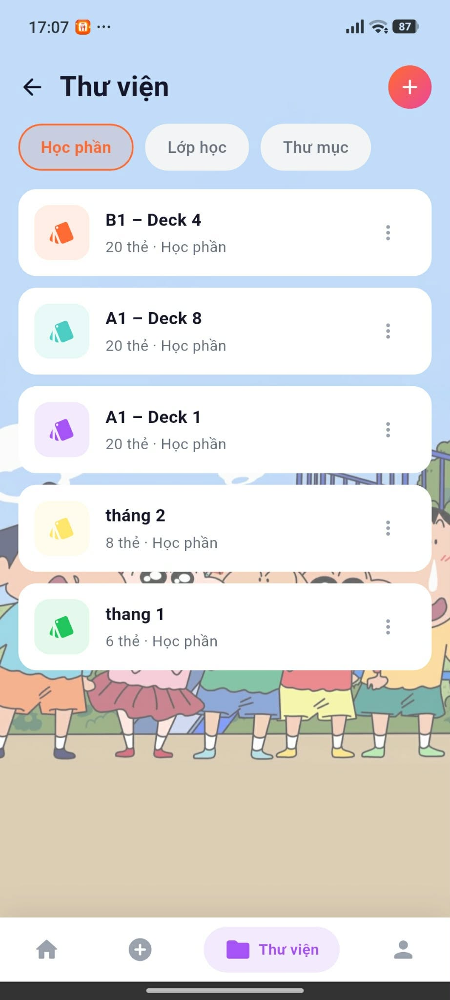 17:07
87
Thư viện
Học phần
Lớp học
Thư mục
B1 – Deck 4
20 thẻ · Học phần
A1 – Deck 8
20 thẻ · Học phần
A1 – Deck 1
20 thẻ · Học phần
tháng 2
8 thẻ · Học phần
thang 1
6 thẻ · Học phần
Thư viện